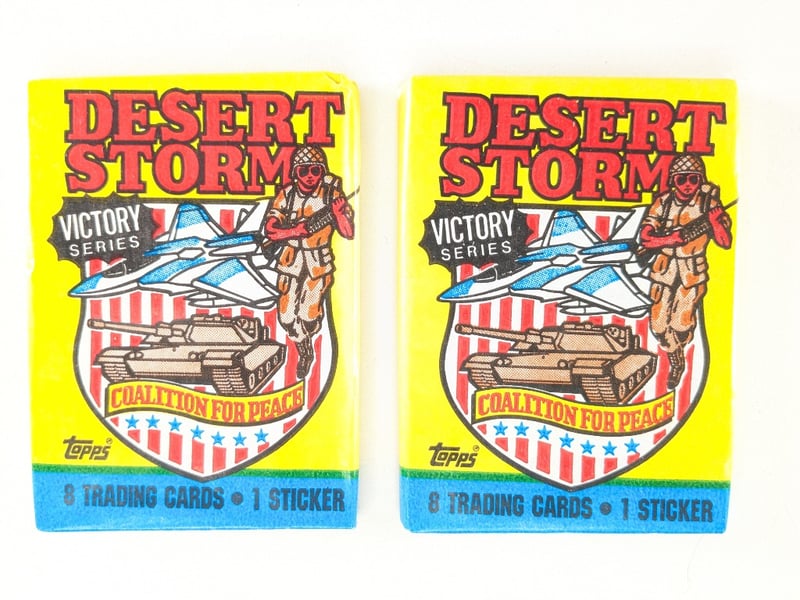 DESERT
STORM
VICTORY
SERIES
COALITION FOR PEACE
TOPPS®
8 TRADING CARDS • 1 STICKER
DESERT
STORM
VICTORY
SERIES
COALITION FOR PEACE
TOPPS®
8 TRADING CARDS • 1 STICKER